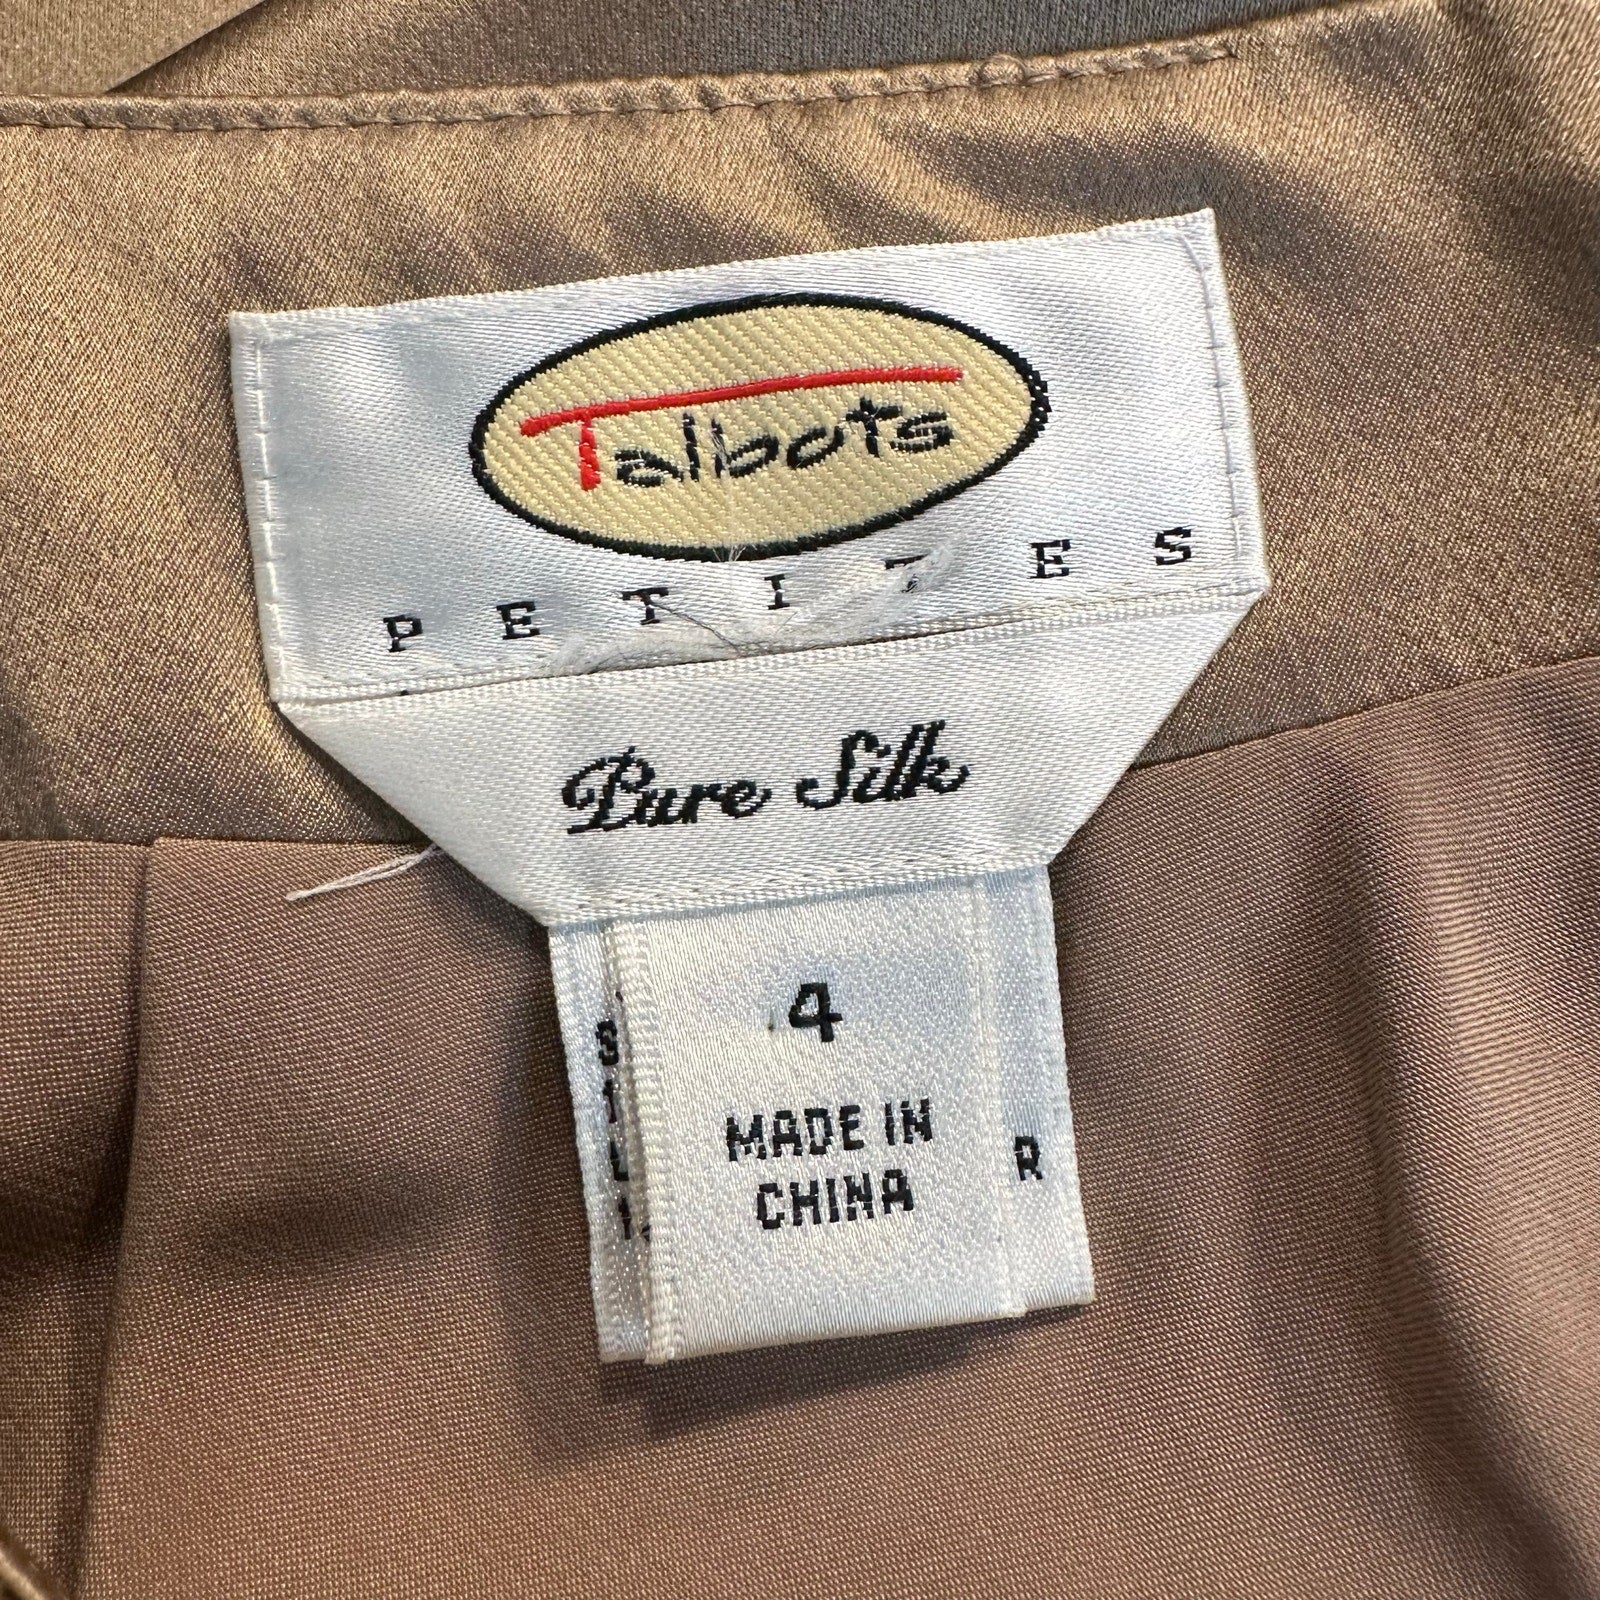 Talbots
PETITES
Pure Silk
4
MADE IN
CHINA
R